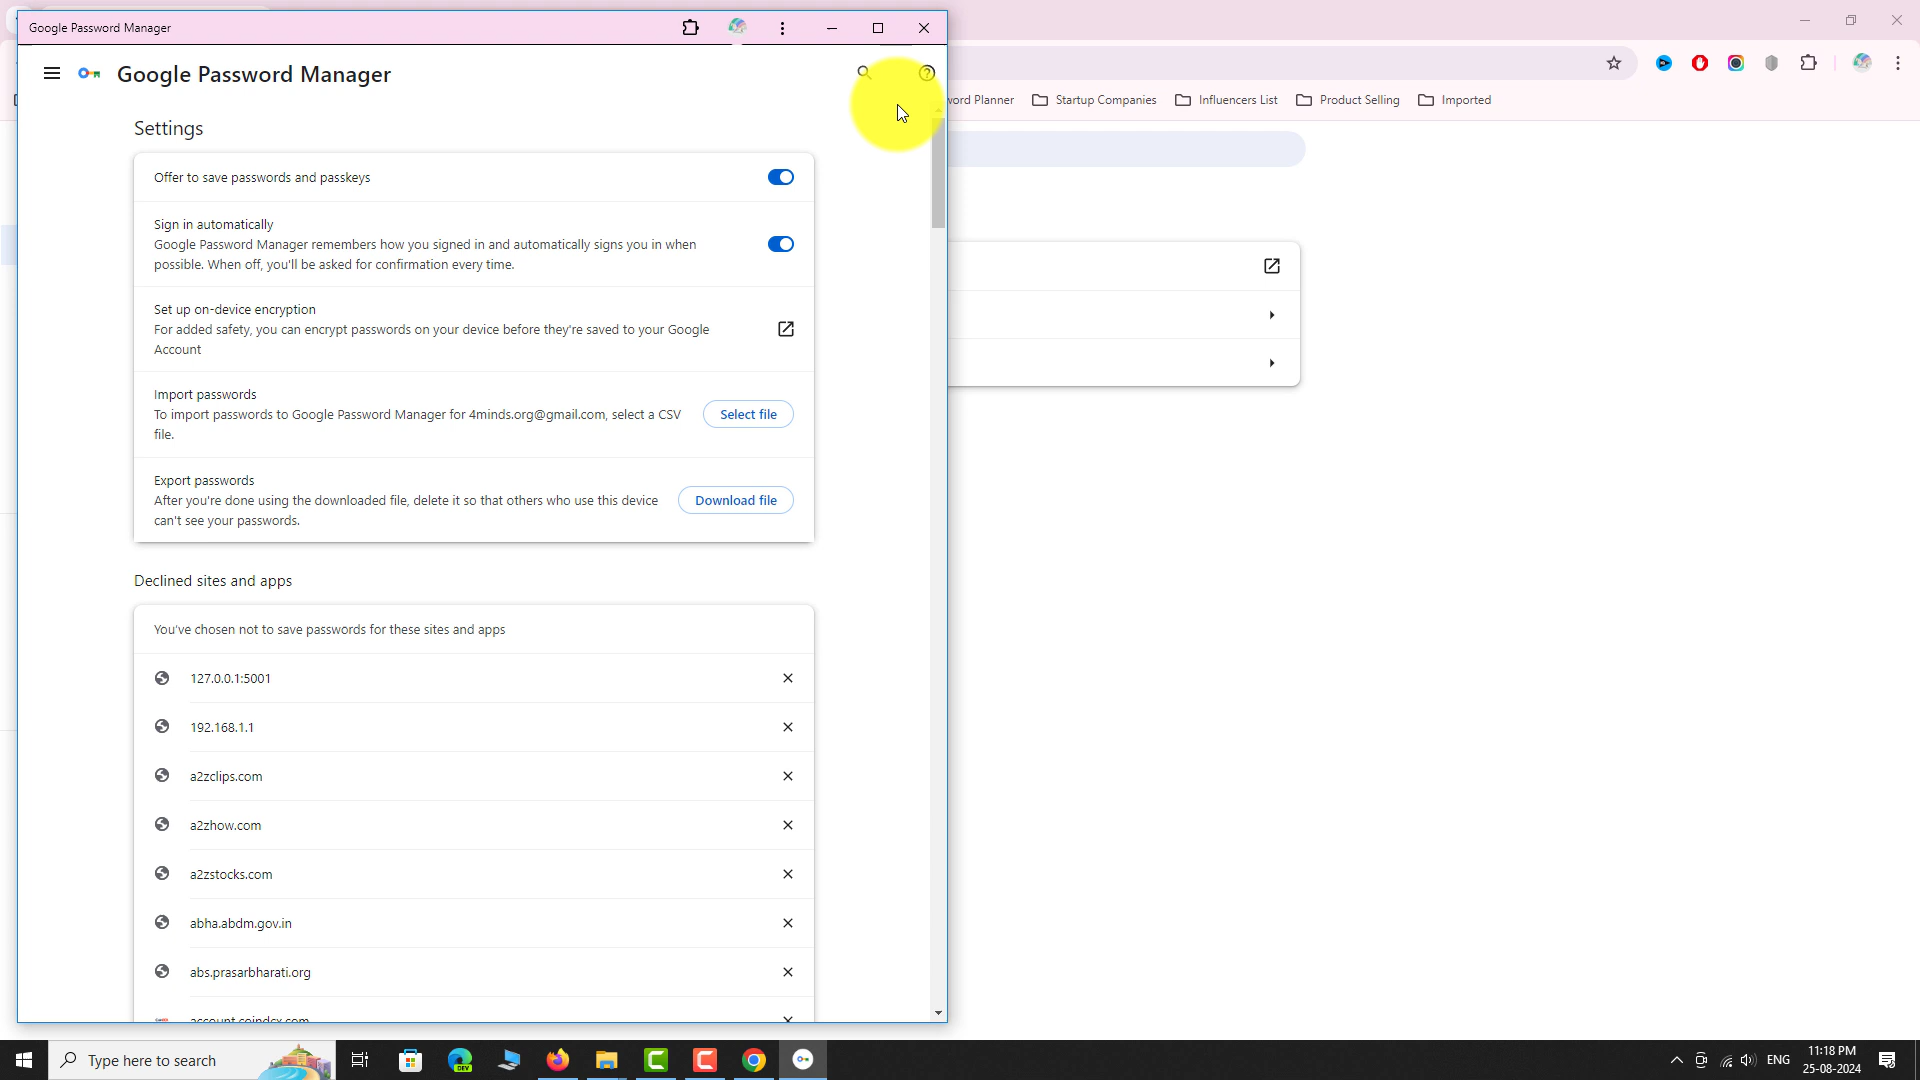 Google Password Manager
Google Password Manager
word Planner
Startup Companies
Influencers List
Product Selling
Imported
Settings
Offer to save passwords and passkeys
Sign in automatically
Google Password Manager remembers how you signed in and automatically signs you in when
possible. When off, you'll be asked for confirmation every time.
Set up on-device encryption
For added safety, you can encrypt passwords on your device before they're saved to your Google
Account
Import passwords
To import passwords to Google Password Manager for 4minds.org@gmail.com, select a CSV
file.
Select file
Export passwords
After you're done using the downloaded file, delete it so that others who use this device
can't see your passwords.
Download file
Declined sites and apps
You've chosen not to save passwords for these sites and apps
127.0.0.1:5001
192.168.1.1
a2zclips.com
a2zhow.com
a2zstocks.com
abha.abdm.gov.in
abs.prasarbharati.org
account.coindcx.com
Type here to search
DEV
ENG
11:18 PM
25-08-2024